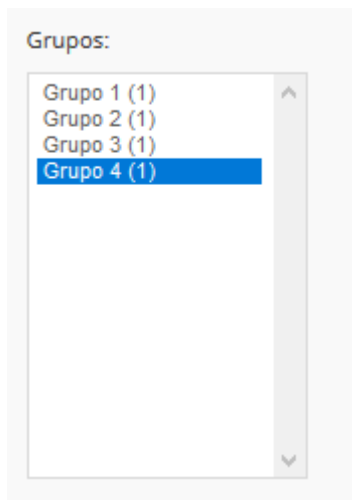 Grupos:
Grupo 1 (1)
Grupo 2 (1)
Grupo 3 (1)
Grupo 4 (1)